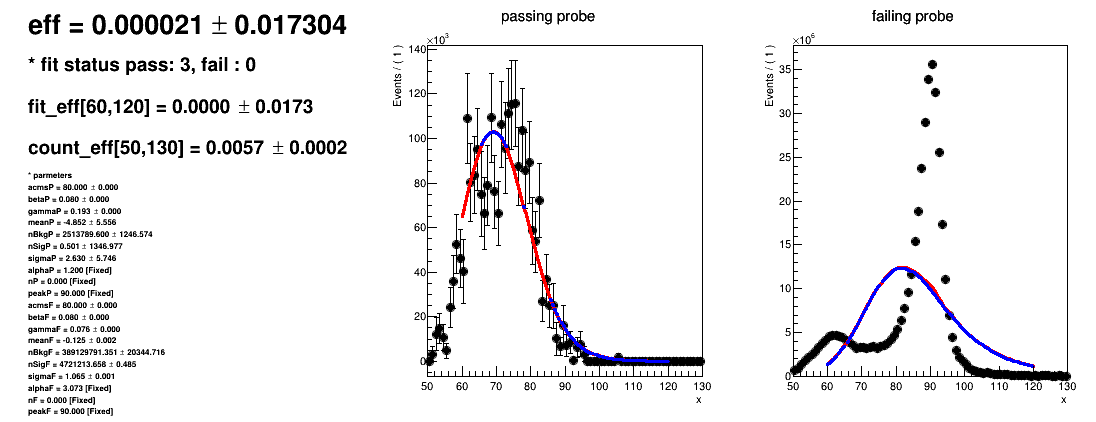 eff = 0.000021 ± 0.017304
* fit status pass: 3, fail : 0
fit_eff[60,120] = 0.0000 ± 0.0173
count_eff[50,130] = 0.0057 ± 0.0002
* parmeters
acmsP = 80.000 ± 0.000
betaP = 0.080 ± 0.000
gammaP = 0.193 ± 0.000
meanP = -4.852 ± 5.556
nBkgP = 2513789.600 ± 1246.574
nSigP = 0.501 ± 1346.977
sigmaP = 2.630 ± 5.746
alphaP = 1.200 [Fixed]
nP = 0.000 [Fixed]
peakP = 90.000 [Fixed]
acmsF = 80.000 ± 0.000
betaF = 0.080 ± 0.000
gammaF = 0.076 ± 0.000
meanF = -0.125 ± 0.002
nBkgF = 389129791.351 ± 20344.716
nSigF = 4721213.658 ± 0.485
sigmaF = 1.065 ± 0.001
alphaF = 3.073 [Fixed]
nF = 0.000 [Fixed]
peakF = 90.000 [Fixed]
passing probe
×10³
Events / ( 1 )
140
120
100
80
60
40
20
0
50 60 70 80 90 100 110 120 130
x
failing probe
×10⁶
Events / ( 1 )
35
30
25
20
15
10
5
0
50 60 70 80 90 100 110 120 130
x